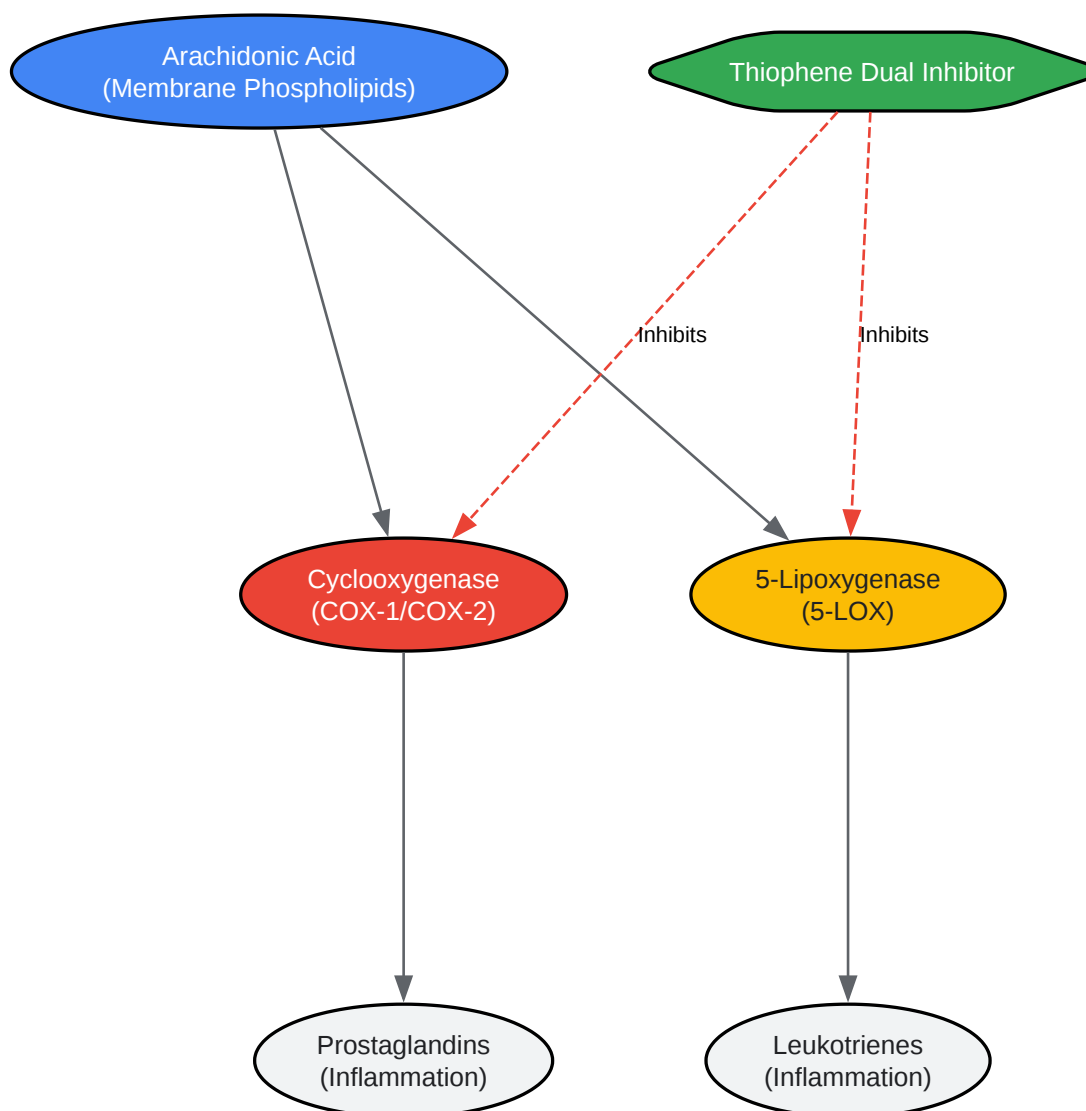 Arachidonic Acid
(Membrane Phospholipids)
Thiophene Dual Inhibitor
Inhibits
Inhibits
Cyclooxygenase
(COX-1/COX-2)
5-Lipoxygenase
(5-LOX)
Prostaglandins
(Inflammation)
Leukotrienes
(Inflammation)